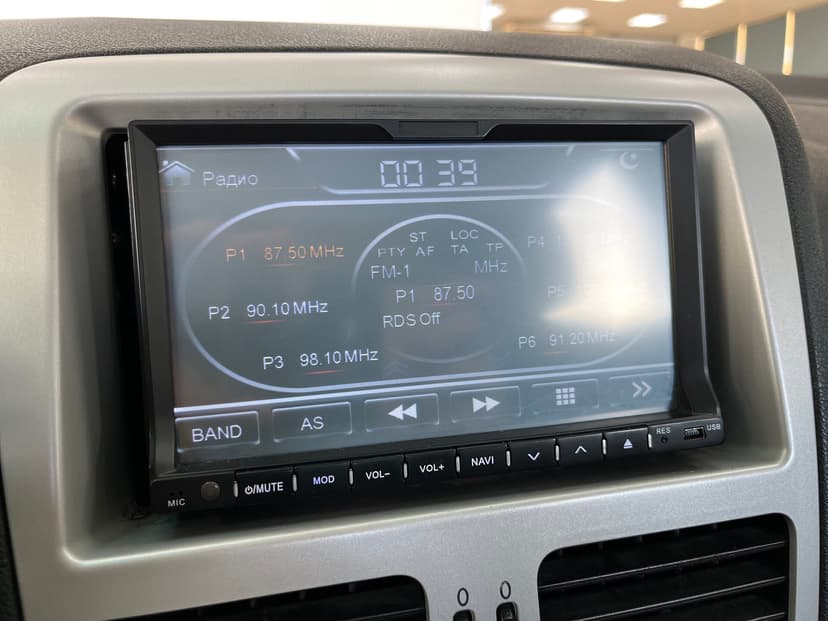 Радио
00 39
P1 87.50 MHz
P2 90.10 MHz
P3 98.10 MHz
ST LOC
PTY AF TA TP
FM-1 MHz
P1 87.50
RDS Off
P4
P5
P6 91.20 MHz
BAND AS
MIC
⏻/MUTE MOD VOL− VOL+ NAVI
RES USB
0 0